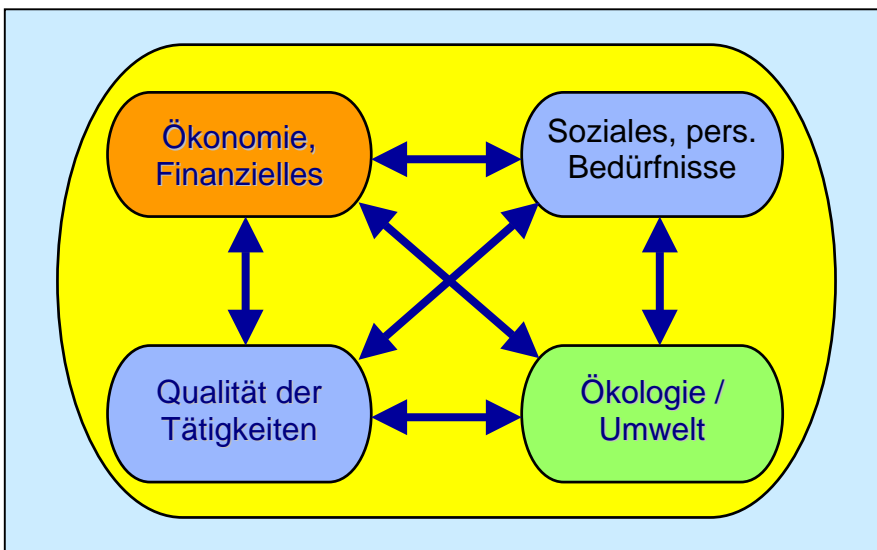 Ökonomie,
Finanzielles
Soziales, pers.
Bedürfnisse
Qualität der
Tätigkeiten
Ökologie /
Umwelt